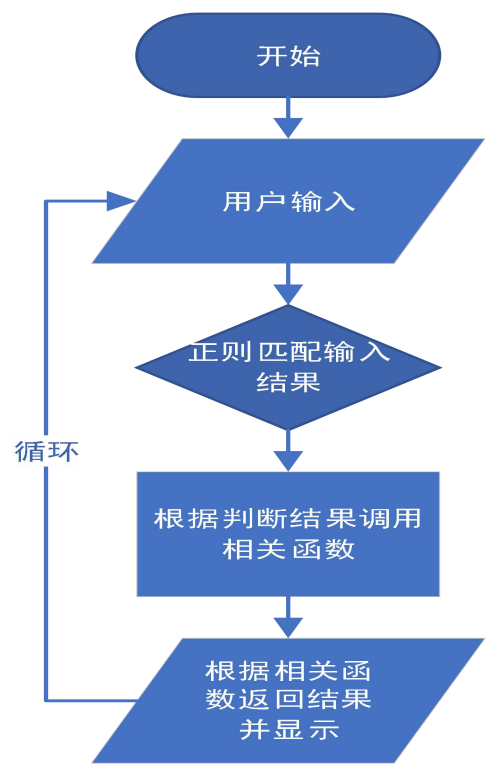 开始
用户输入
正则匹配输入
结果
循环
根据判断结果调用
相关函数
根据相关函
数返回结果
并显示